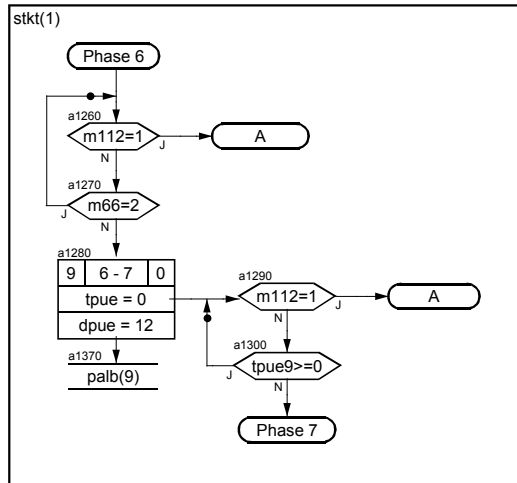 stkt(1)
Phase 6
a1260
m112=1
J
A
N
a1270
m66=2
J
N
a1280
9 6 - 7 0
tpue = 0
dpue = 12
a1290
m112=1
J
A
N
a1300
tpue9>=0
J
N
Phase 7
a1370
palb(9)